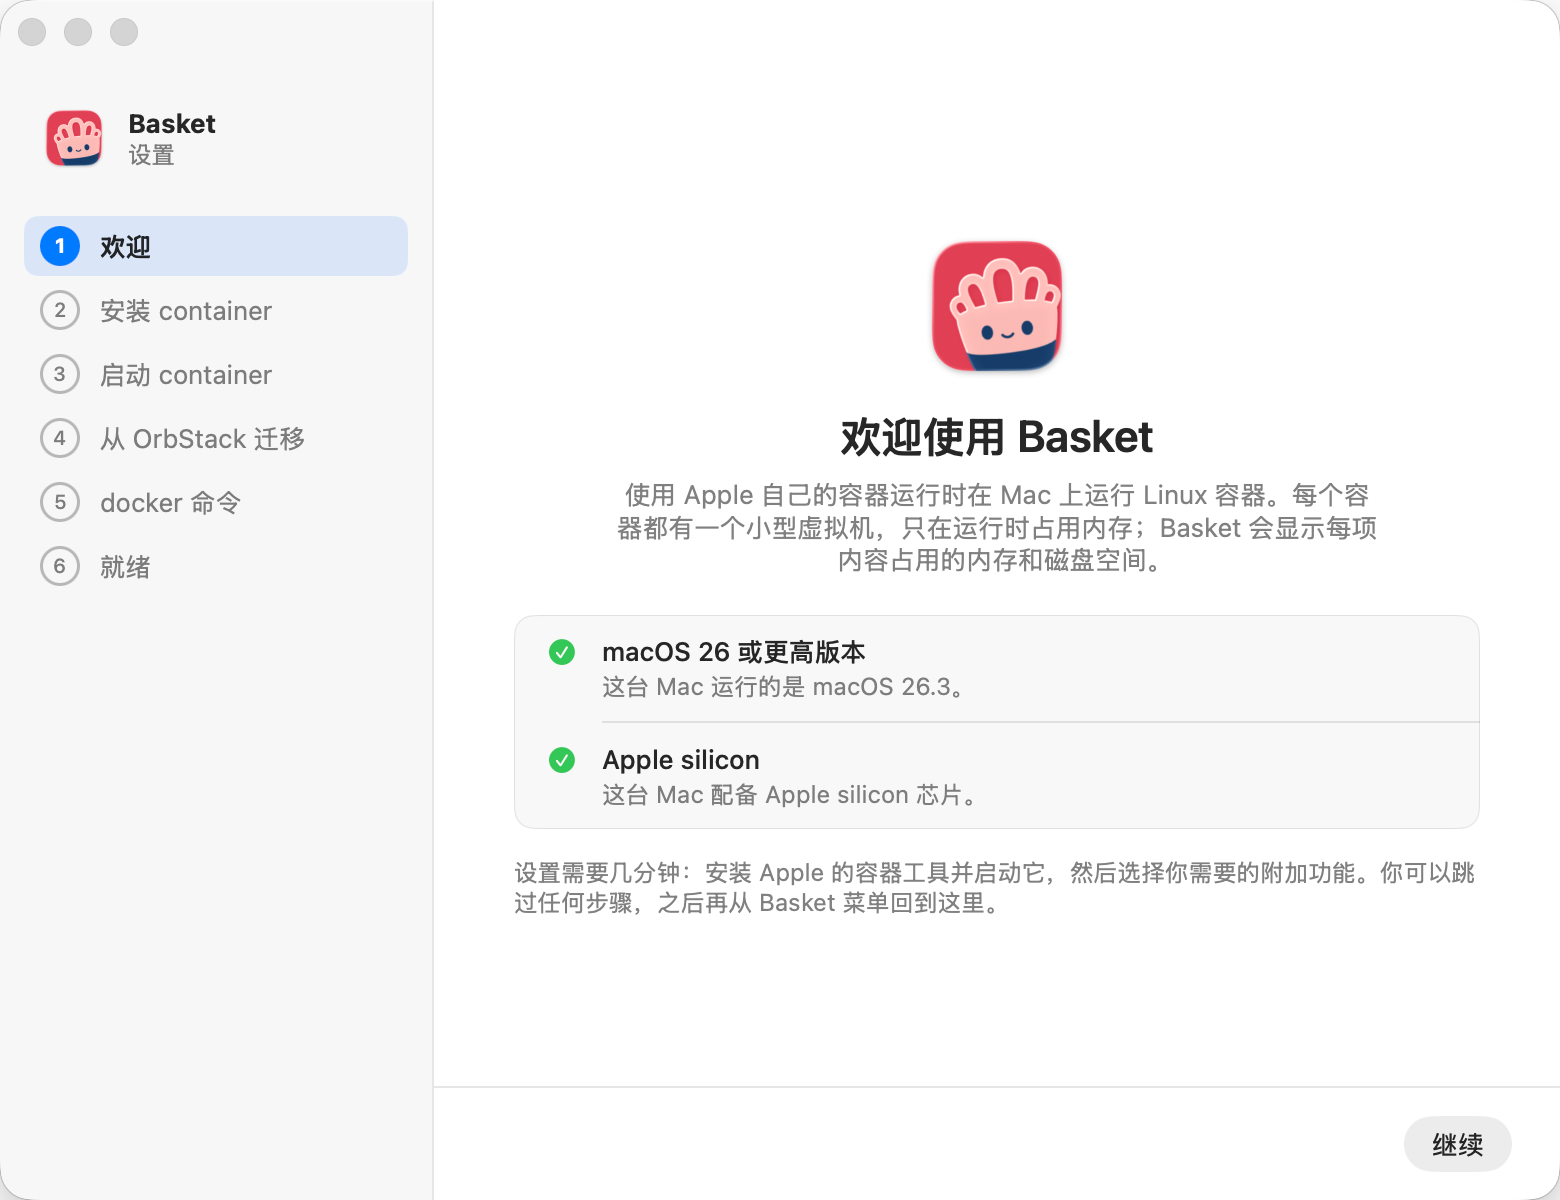 Basket
设置
1 欢迎
2 安装 container
3 启动 container
4 从 OrbStack 迁移
5 docker 命令
6 就绪
欢迎使用 Basket
使用 Apple 自己的容器运行时在 Mac 上运行 Linux 容器。每个容
器都有一个小型虚拟机，只在运行时占用内存；Basket 会显示每项
内容占用的内存和磁盘空间。
macOS 26 或更高版本
这台 Mac 运行的是 macOS 26.3。
Apple silicon
这台 Mac 配备 Apple silicon 芯片。
设置需要几分钟：安装 Apple 的容器工具并启动它，然后选择你需要的附加功能。你可以跳
过任何步骤，之后再从 Basket 菜单回到这里。
继续